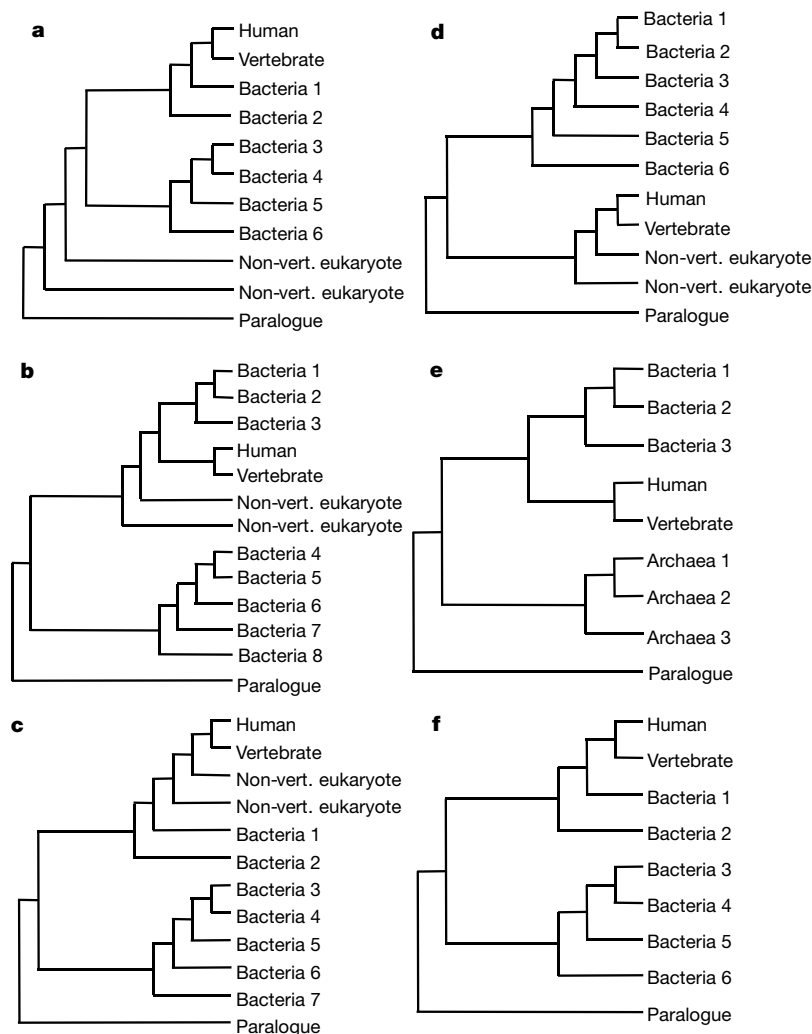 a
Human
Vertebrate
Bacteria 1
Bacteria 2
Bacteria 3
Bacteria 4
Bacteria 5
Bacteria 6
Non-vert. eukaryote
Non-vert. eukaryote
Paralogue
b
Bacteria 1
Bacteria 2
Bacteria 3
Human
Vertebrate
Non-vert. eukaryote
Non-vert. eukaryote
Bacteria 4
Bacteria 5
Bacteria 6
Bacteria 7
Bacteria 8
Paralogue
c
Human
Vertebrate
Non-vert. eukaryote
Non-vert. eukaryote
Bacteria 1
Bacteria 2
Bacteria 3
Bacteria 4
Bacteria 5
Bacteria 6
Bacteria 7
Paralogue
d
Bacteria 1
Bacteria 2
Bacteria 3
Bacteria 4
Bacteria 5
Bacteria 6
Human
Vertebrate
Non-vert. eukaryote
Non-vert. eukaryote
Paralogue
e
Bacteria 1
Bacteria 2
Bacteria 3
Human
Vertebrate
Archaea 1
Archaea 2
Archaea 3
Paralogue
f
Human
Vertebrate
Bacteria 1
Bacteria 2
Bacteria 3
Bacteria 4
Bacteria 5
Bacteria 6
Paralogue